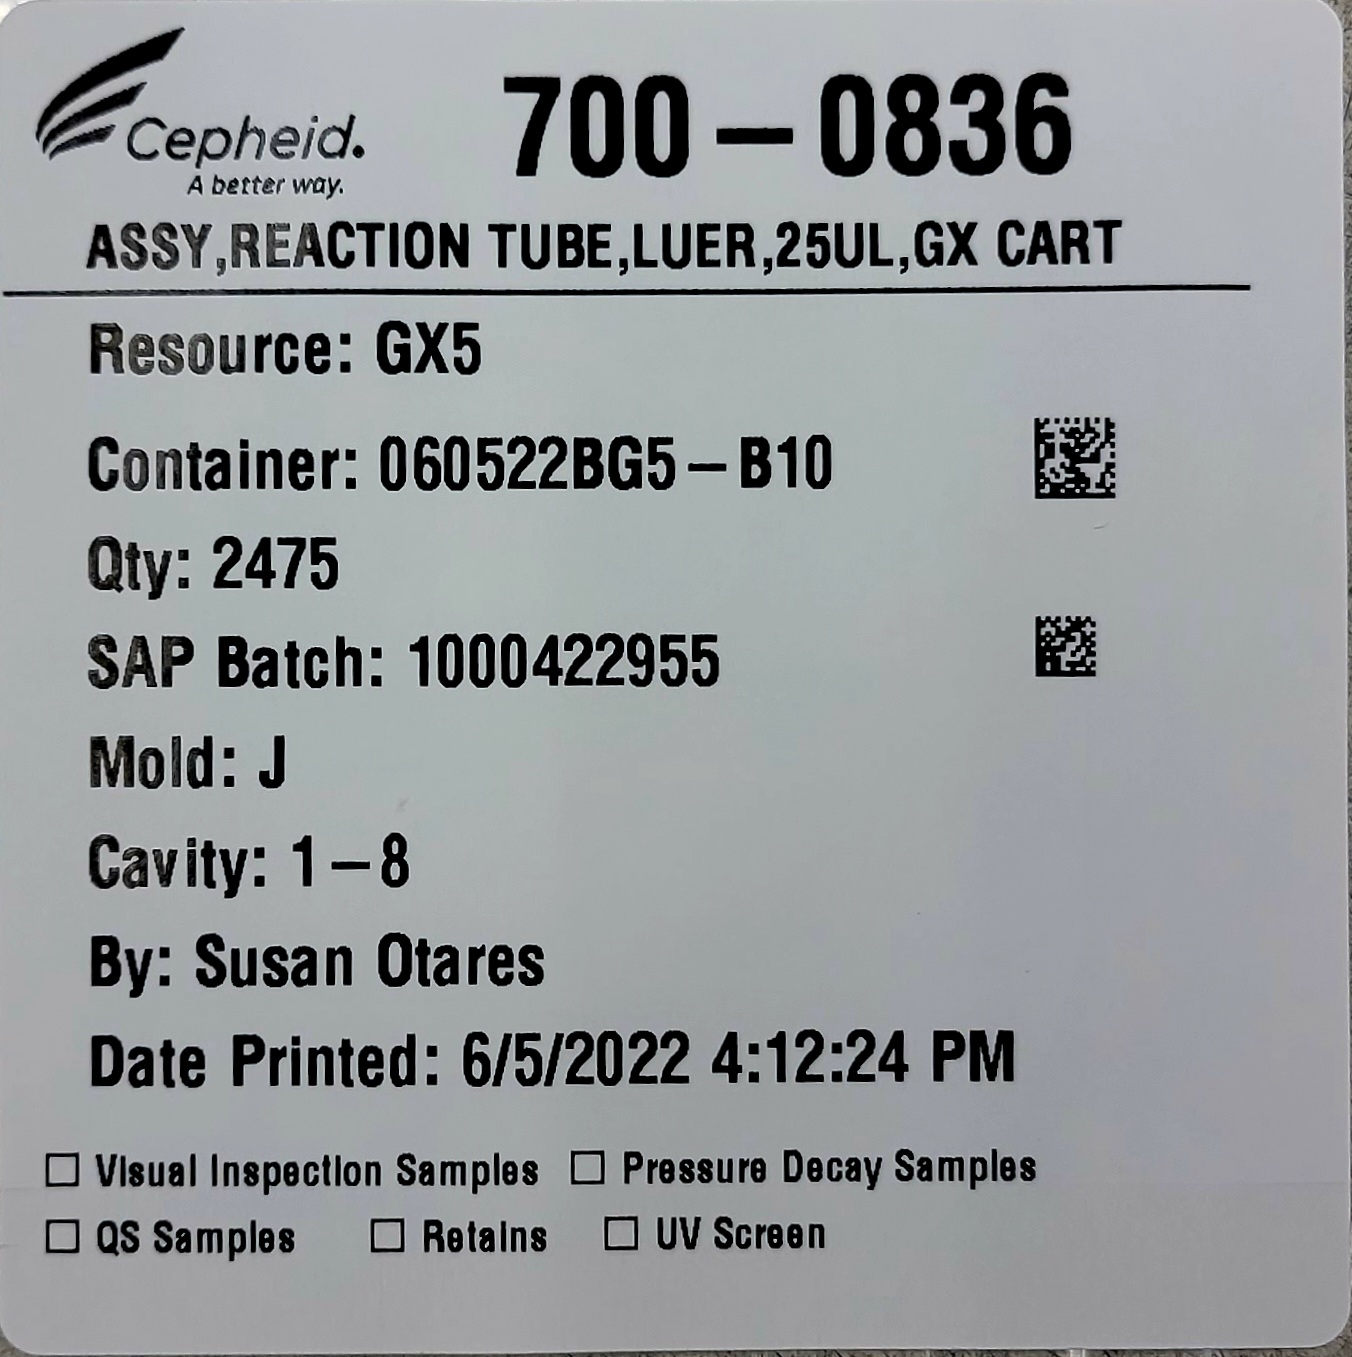 Cepheid.
A better way.
700-0836
ASSY,REACTION TUBE,LUER,25UL,GX CART
Resource: GX5
Container: 060522BG5-B10
Qty: 2475
SAP Batch: 1000422955
Mold: J
Cavity: 1-8
By: Susan Otares
Date Printed: 6/5/2022 4:12:24 PM
Visual Inspection Samples Pressure Decay Samples
QS Samples Retains UV Screen